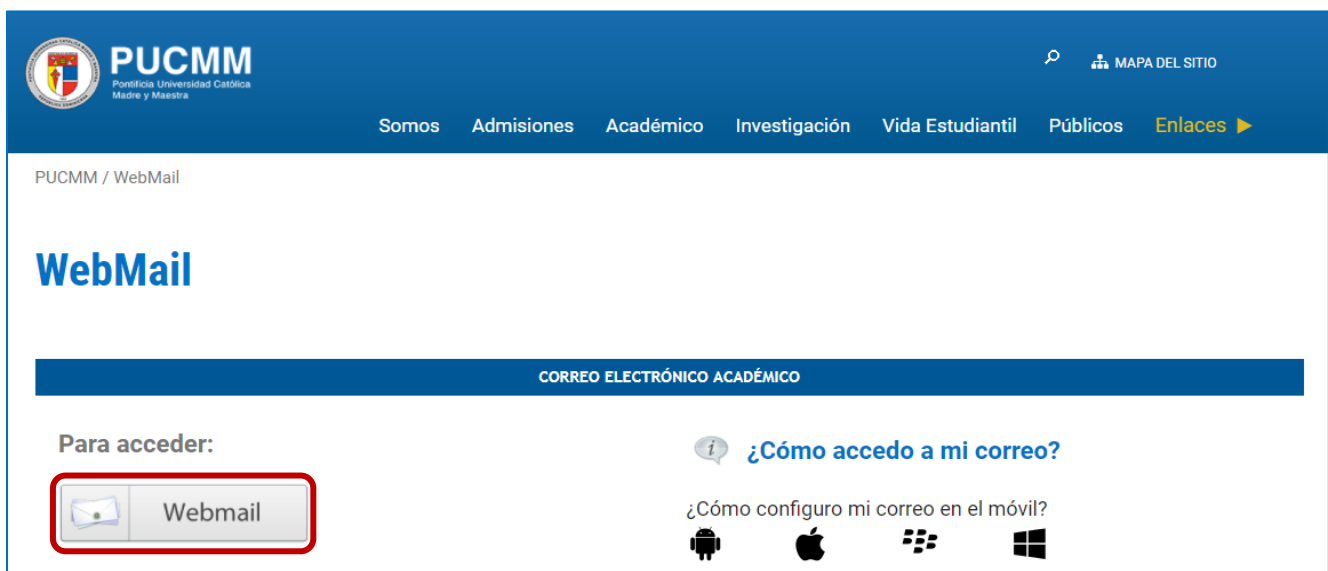 PUCMM
Pontificia Universidad Católica
Madre y Maestra
MAPA DEL SITIO
Somos Admisiones Académico Investigación Vida Estudiantil Públicos Enlaces
PUCMM / WebMail
WebMail
CORREO ELECTRÓNICO ACADÉMICO
Para acceder:
Webmail
¿Cómo accedo a mi correo?
¿Cómo configuro mi correo en el móvil?